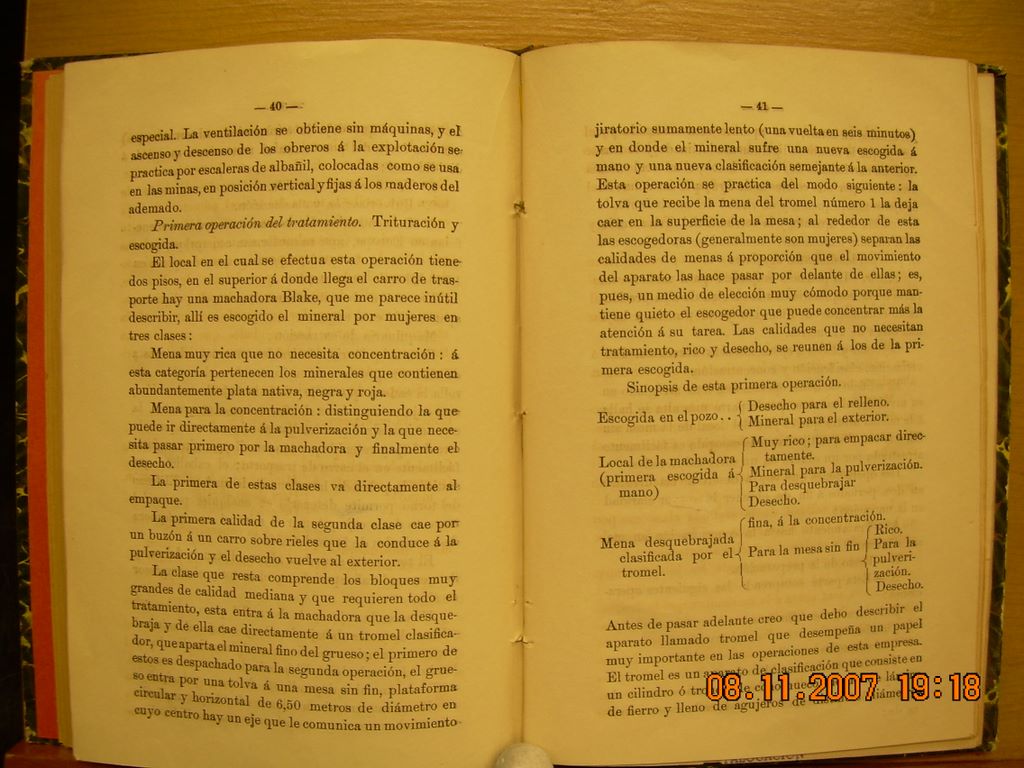 — 40 —
especial. La ventilación se obtiene sin máquinas, y el
ascenso y descenso de los obreros á la explotación se
practica por escaleras de albañil, colocadas como se usa
en las minas, en posición vertical y fijas á los maderos del
ademado.
Primera operación del tratamiento. Trituración y
escogida.
El local en el cual se efectua esta operación tiene
dos pisos, en el superior á donde llega el carro de tras-
porte hay una machadora Blake, que me parece inútil
describir, allí es escogido el mineral por mujeres en
tres clases:
Mena muy rica que no necesita concentración: á
esta categoría pertenecen los minerales que contienen
abundantemente plata nativa, negra y roja.
Mena para la concentración: distinguiendo la que
puede ir directamente á la pulverización y la que nece-
sita pasar primero por la machadora y finalmente el
desecho.
La primera de estas clases va directamente al
empaque.
La primera calidad de la segunda clase cae por
un buzón á un carro sobre rieles que la conduce á la
pulverización y el desecho vuelve al exterior.
La clase que resta comprende los bloques muy
grandes de calidad mediana y que requieren todo el
tratamiento, esta entra á la machadora que la desque-
braja y de ella cae directamente á un tromel clasifica-
dor, que aparta el mineral fino del grueso; el primero de
estos es despachado para la segunda operación, el grue-
so entra por una tolva á una mesa sin fin, plataforma
circular y horizontal de 6,50 metros de diámetro en
cuyo centro hay un eje que le comunica un movimiento
— 41 —
jiratorio sumamente lento (una vuelta en seis minutos)
y en donde el mineral sufre una nueva escogida á
mano y una nueva clasificación semejante á la anterior.
Esta operación se practica del modo siguiente: la
tolva que recibe la mena del tromel número 1 la deja
caer en la superficie de la mesa; al rededor de esta
las escogedoras (generalmente son mujeres) separan las
calidades de menas á proporción que el movimiento
del aparato las hace pasar por delante de ellas; es,
pues, un medio de elección muy cómodo porque man-
tiene quieto el escogedor que puede concentrar más la
atención á su tarea. Las calidades que no necesitan
tratamiento, rico y desecho, se reunen á los de la pri-
mera escogida.
Sinopsis de esta primera operación.
Escogida en el pozo..
Desecho para el relleno.
Mineral para el exterior.
Local de la machadora
(primera escogida á
mano)
Muy rico; para empacar direc-
tamente.
Mineral para la pulverización.
Para desquebrajar
Desecho.
Mena desquebrajada
clasificada por el
tromel.
fina, á la concentración.
Para la mesa sin fin
Rico.
Para la
pulveri-
zación.
Desecho.
Antes de pasar adelante creo que debo describir el
aparato llamado tromel que desempeña un papel
muy importante en las operaciones de esta empresa.
El tromel es un aparato de clasificación que consiste en
un cilindro ó
de fierro y lleno de agujeros de
08.11.2007 19:18